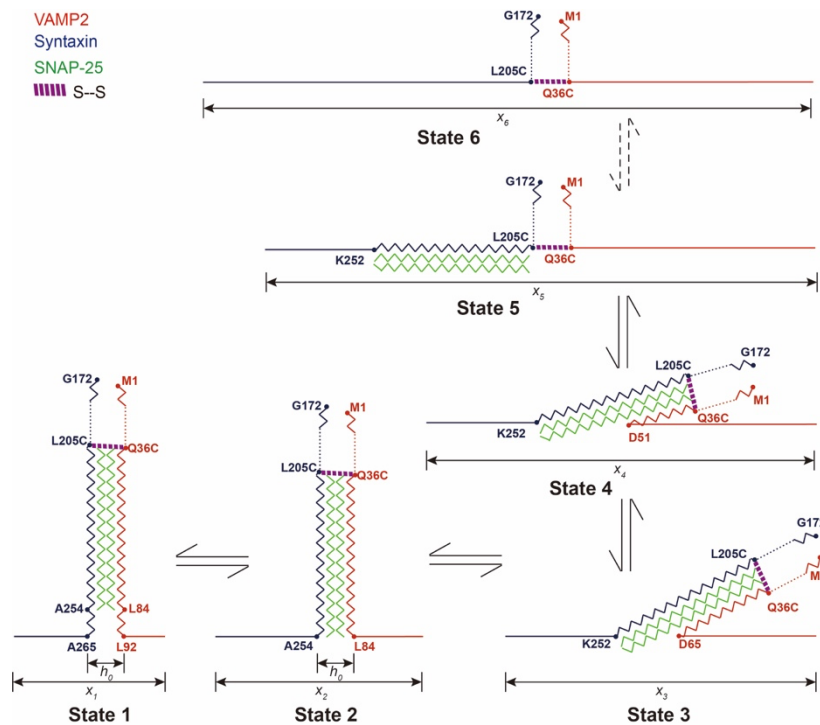 VAMP2
Syntaxin
SNAP-25
S--S
G172
M1
L205C
Q36C
x6
State 6
G172
M1
L205C
K252
Q36C
x5
State 5
L205C
G172
M1
Q36C
K252
D51
x4
State 4
G172
M1
L205C
Q36C
A254
L84
A265
L92
h0
x1
State 1
G172
M1
L205C
Q36C
A254
L84
h0
x2
State 2
L205C
G172
M
Q36C
K252
D65
x3
State 3